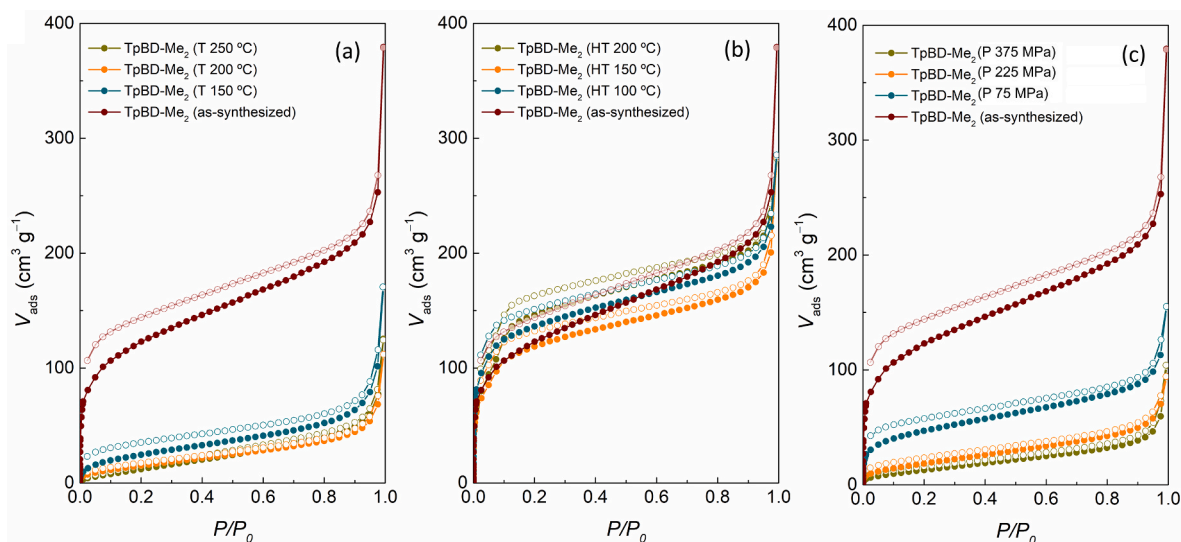 400
300
200
100
0
V_ads (cm³ g⁻¹)
(a)
TpBD-Me₂ (T 250 ºC)
TpBD-Me₂ (T 200 ºC)
TpBD-Me₂ (T 150 ºC)
TpBD-Me₂ (as-synthesized)
0.0 0.2 0.4 0.6 0.8 1.0
P/P₀
400
300
200
100
0
V_ads (cm³ g⁻¹)
(b)
TpBD-Me₂ (HT 200 ºC)
TpBD-Me₂ (HT 150 ºC)
TpBD-Me₂ (HT 100 ºC)
TpBD-Me₂ (as-synthesized)
0.0 0.2 0.4 0.6 0.8 1.0
P/P₀
400
300
200
100
0
V_ads (cm³ g⁻¹)
(c)
TpBD-Me₂ (P 375 MPa)
TpBD-Me₂ (P 225 MPa)
TpBD-Me₂ (P 75 MPa)
TpBD-Me₂ (as-synthesized)
0.0 0.2 0.4 0.6 0.8 1.0
P/P₀